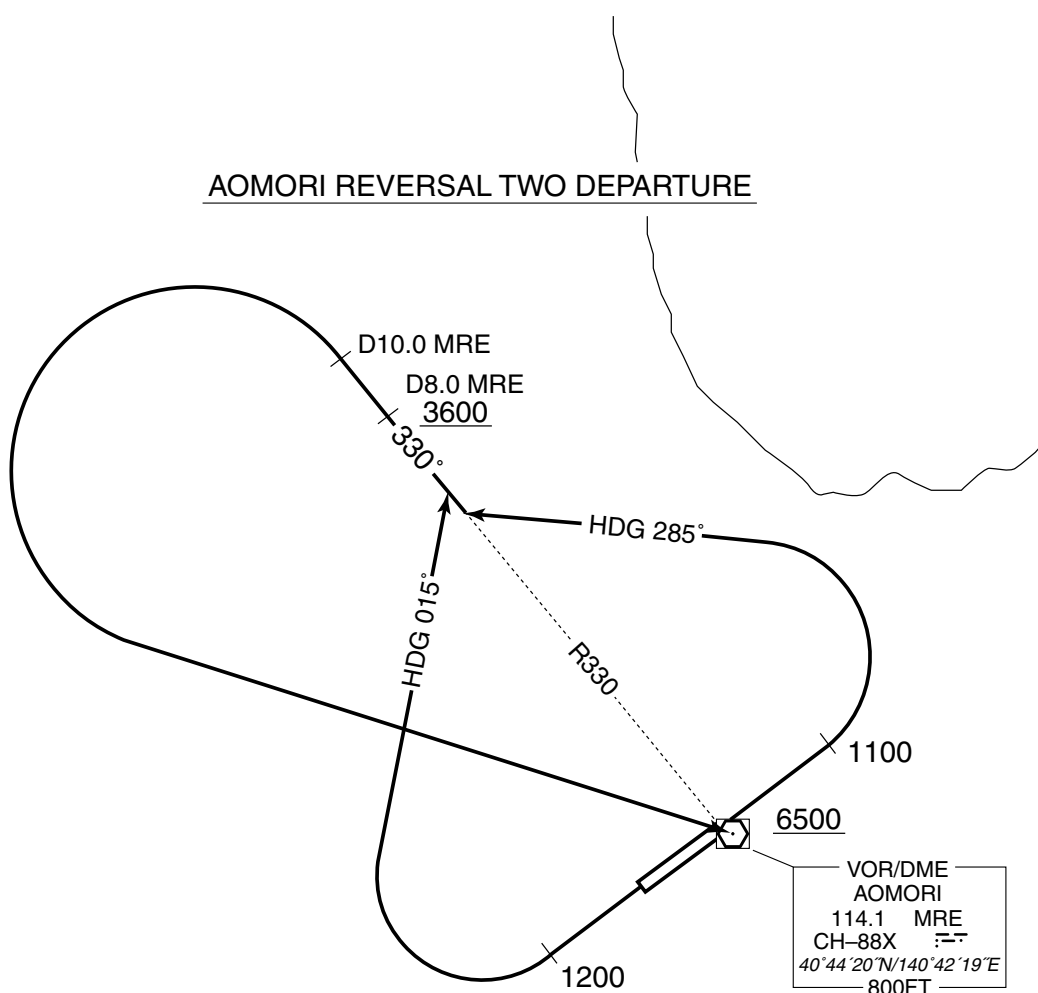 AOMORI REVERSAL TWO DEPARTURE
D10.0 MRE
D8.0 MRE
3600
330°
HDG 285°
HDG 015°
R330
1100
6500
1200
VOR/DME
AOMORI
114.1 MRE
CH–88X
40°44´20˝N/140°42´19˝E
800FT